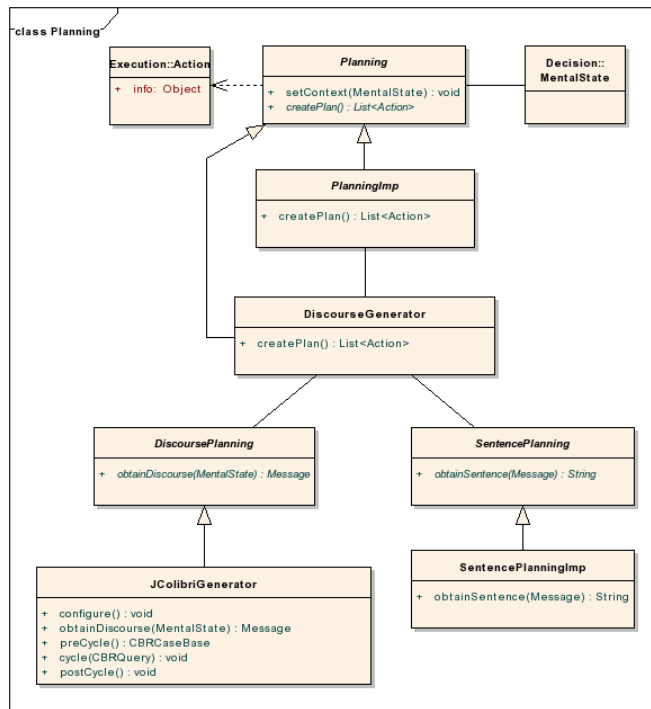 class Planning
Execution::Action
+ info: Object
Planning
+ setContext(MentalState) : void
+ createPlan() : List<Action>
Decision::
MentalState
PlanningImp
+ createPlan() : List<Action>
DiscourseGenerator
+ createPlan() : List<Action>
DiscoursePlanning
+ obtainDiscourse(MentalState) : Message
SentencePlanning
+ obtainSentence(Message) : String
JColibriGenerator
+ configure() : void
+ obtainDiscourse(MentalState) : Message
+ preCycle() : CBRCaseBase
+ cycle(CBRQuery) : void
+ postCycle() : void
SentencePlanningImp
+ obtainSentence(Message) : String